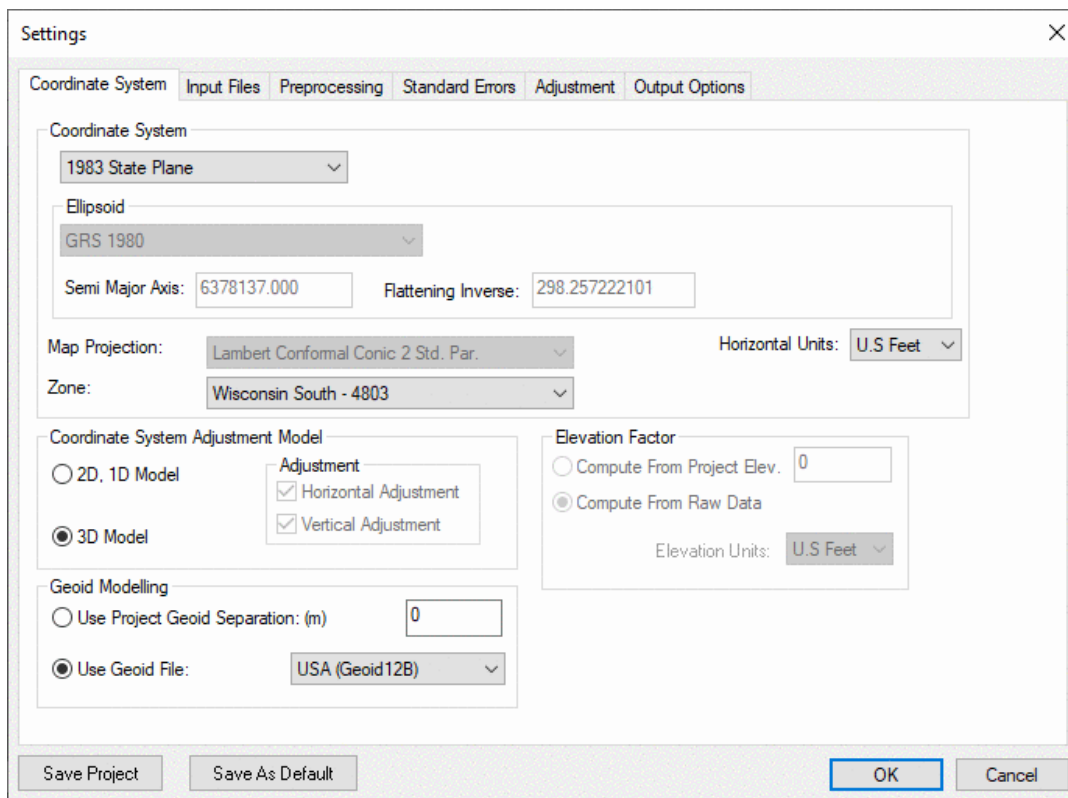 Settings
Coordinate System Input Files Preprocessing Standard Errors Adjustment Output Options
Coordinate System
1983 State Plane
Ellipsoid
GRS 1980
Semi Major Axis: 6378137.000 Flattening Inverse: 298.257222101
Map Projection: Lambert Conformal Conic 2 Std. Par. Horizontal Units: U.S Feet
Zone: Wisconsin South - 4803
Coordinate System Adjustment Model
2D, 1D Model
Adjustment
Horizontal Adjustment
Vertical Adjustment
3D Model
Elevation Factor
Compute From Project Elev. 0
Compute From Raw Data
Elevation Units: U.S Feet
Geoid Modelling
Use Project Geoid Separation: (m) 0
Use Geoid File: USA (Geoid12B)
Save Project Save As Default OK Cancel